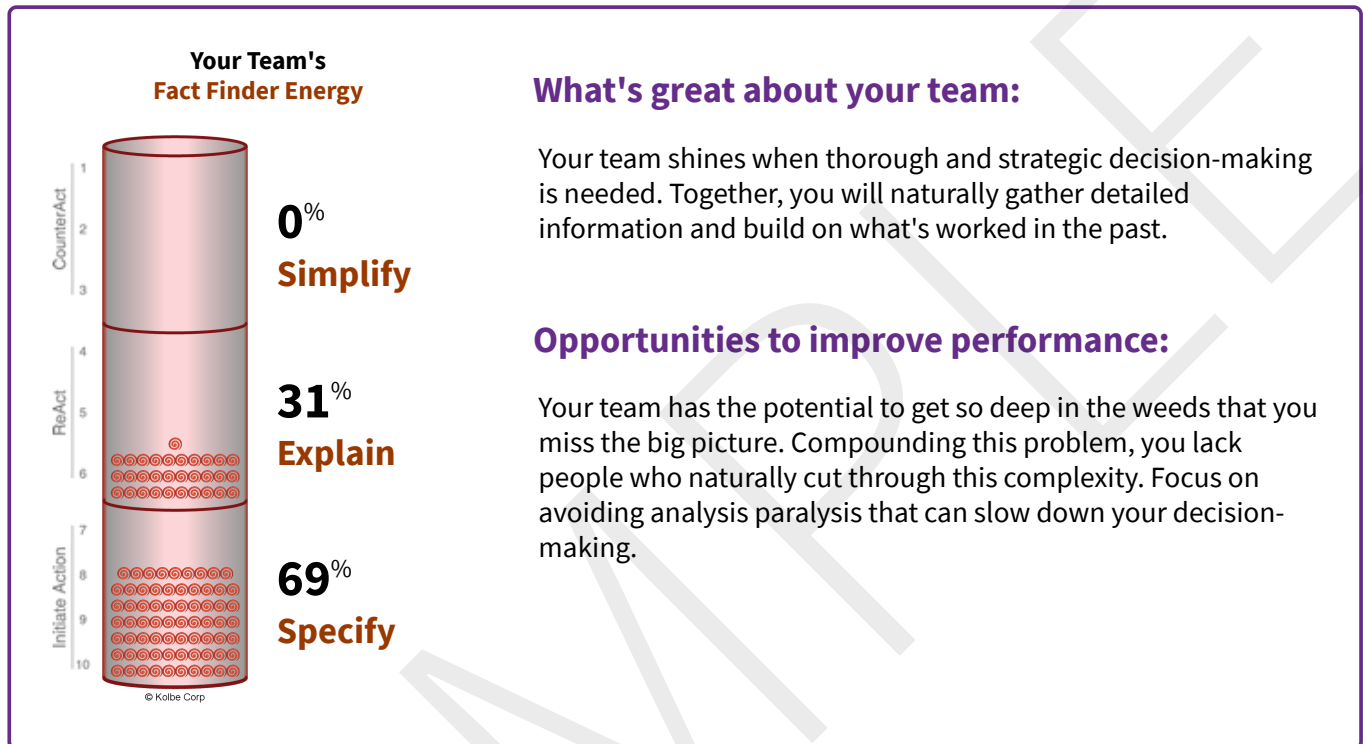 Your Team's
Fact Finder Energy
CounterAct
1
2
3
0%
Simplify
ReAct
4
5
6
31%
Explain
Initiate Action
7
8
9
10
69%
Specify
© Kolbe Corp
What's great about your team:
Your team shines when thorough and strategic decision-making
is needed. Together, you will naturally gather detailed
information and build on what's worked in the past.
Opportunities to improve performance:
Your team has the potential to get so deep in the weeds that you
miss the big picture. Compounding this problem, you lack
people who naturally cut through this complexity. Focus on
avoiding analysis paralysis that can slow down your decision-
making.
MPLE